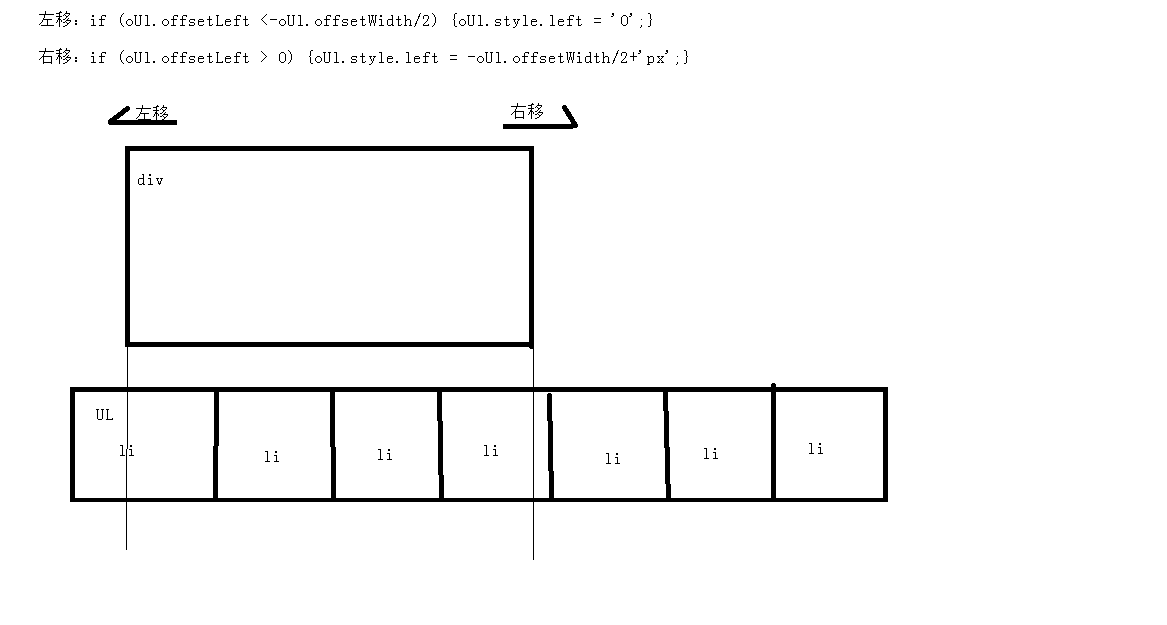 左移：if (oUl.offsetLeft <-oUl.offsetWidth/2) {oUl.style.left = '0';}
右移：if (oUl.offsetLeft > 0) {oUl.style.left = -oUl.offsetWidth/2+'px';}
左移
右移
div
UL
li
li
li
li
li
li
li